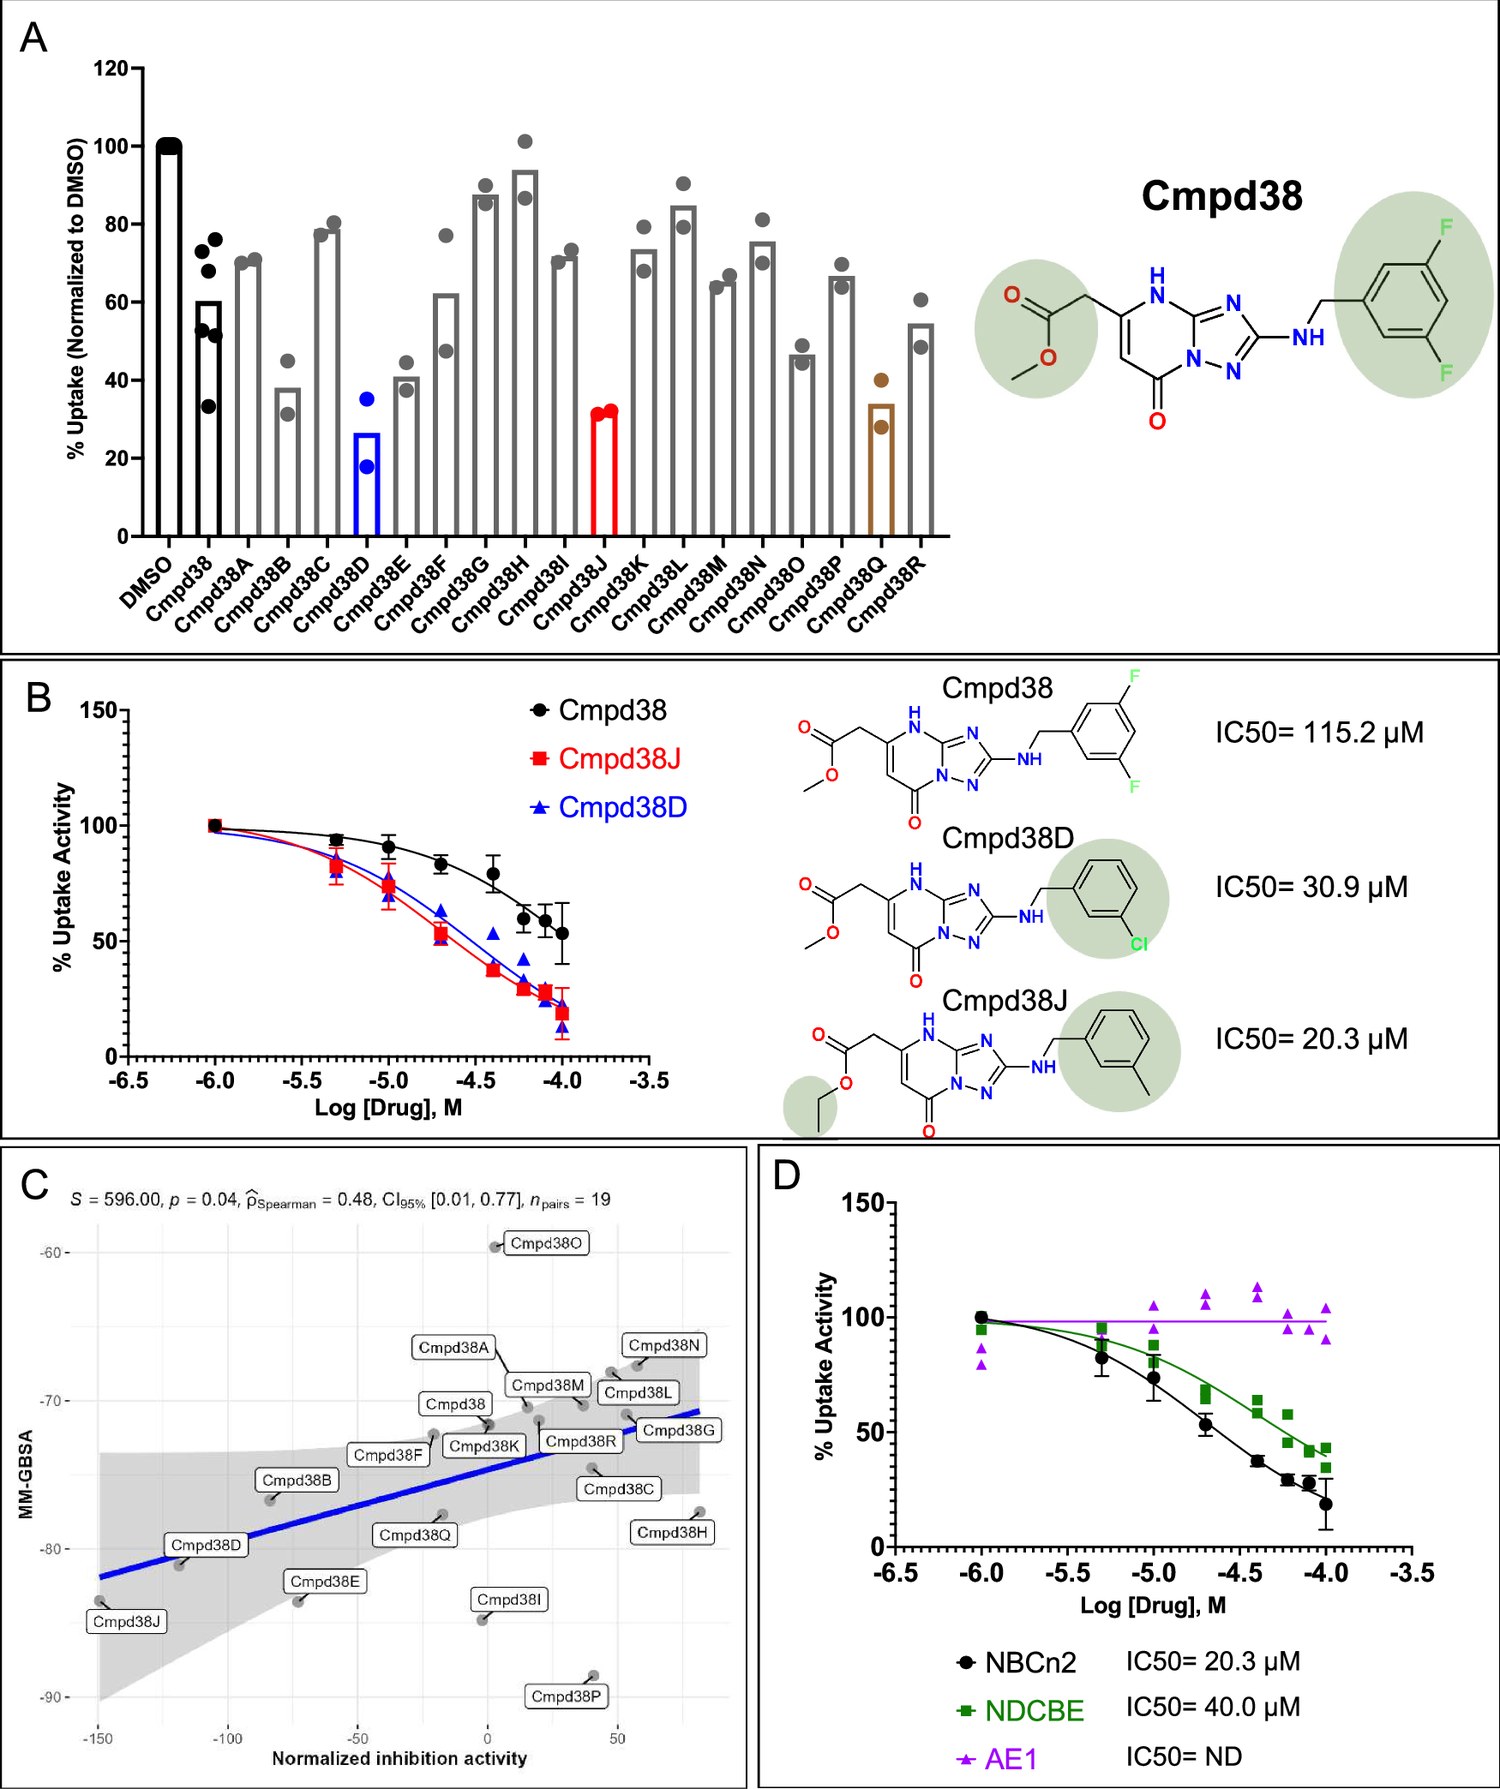 A
% Uptake (Normalized to DMSO)
120
100
80
60
40
20
0
DMSO
Cmpd38
Cmpd38A
Cmpd38B
Cmpd38C
Cmpd38D
Cmpd38E
Cmpd38F
Cmpd38G
Cmpd38H
Cmpd38I
Cmpd38J
Cmpd38K
Cmpd38L
Cmpd38M
Cmpd38N
Cmpd38O
Cmpd38P
Cmpd38Q
Cmpd38R
Cmpd38
O
O
H
N
N
N
N
NH
O
F
F
B
% Uptake Activity
150
100
50
0
-6.5 -6.0 -5.5 -5.0 -4.5 -4.0 -3.5
Log [Drug], M
Cmpd38
Cmpd38J
Cmpd38D
Cmpd38
O
O
H
N
N
N
N
NH
O
F
F
IC50= 115.2 µM
Cmpd38D
O
O
H
N
N
N
N
NH
O
Cl
IC50= 30.9 µM
Cmpd38J
O
O
H
N
N
N
N
NH
O
IC50= 20.3 µM
C
S = 596.00, p = 0.04, ρ̂Spearman = 0.48, CI95% [0.01, 0.77], npairs = 19
MM-GBSA
-60
-70
-80
-90
Cmpd38O
Cmpd38A
Cmpd38N
Cmpd38M
Cmpd38L
Cmpd38
Cmpd38G
Cmpd38K
Cmpd38R
Cmpd38F
Cmpd38B
Cmpd38C
Cmpd38Q
Cmpd38H
Cmpd38D
Cmpd38E
Cmpd38I
Cmpd38J
Cmpd38P
-150 -100 -50 0 50
Normalized inhibition activity
D
% Uptake Activity
150
100
50
0
-6.5 -6.0 -5.5 -5.0 -4.5 -4.0 -3.5
Log [Drug], M
NBCn2 IC50= 20.3 µM
NDCBE IC50= 40.0 µM
AE1 IC50= ND